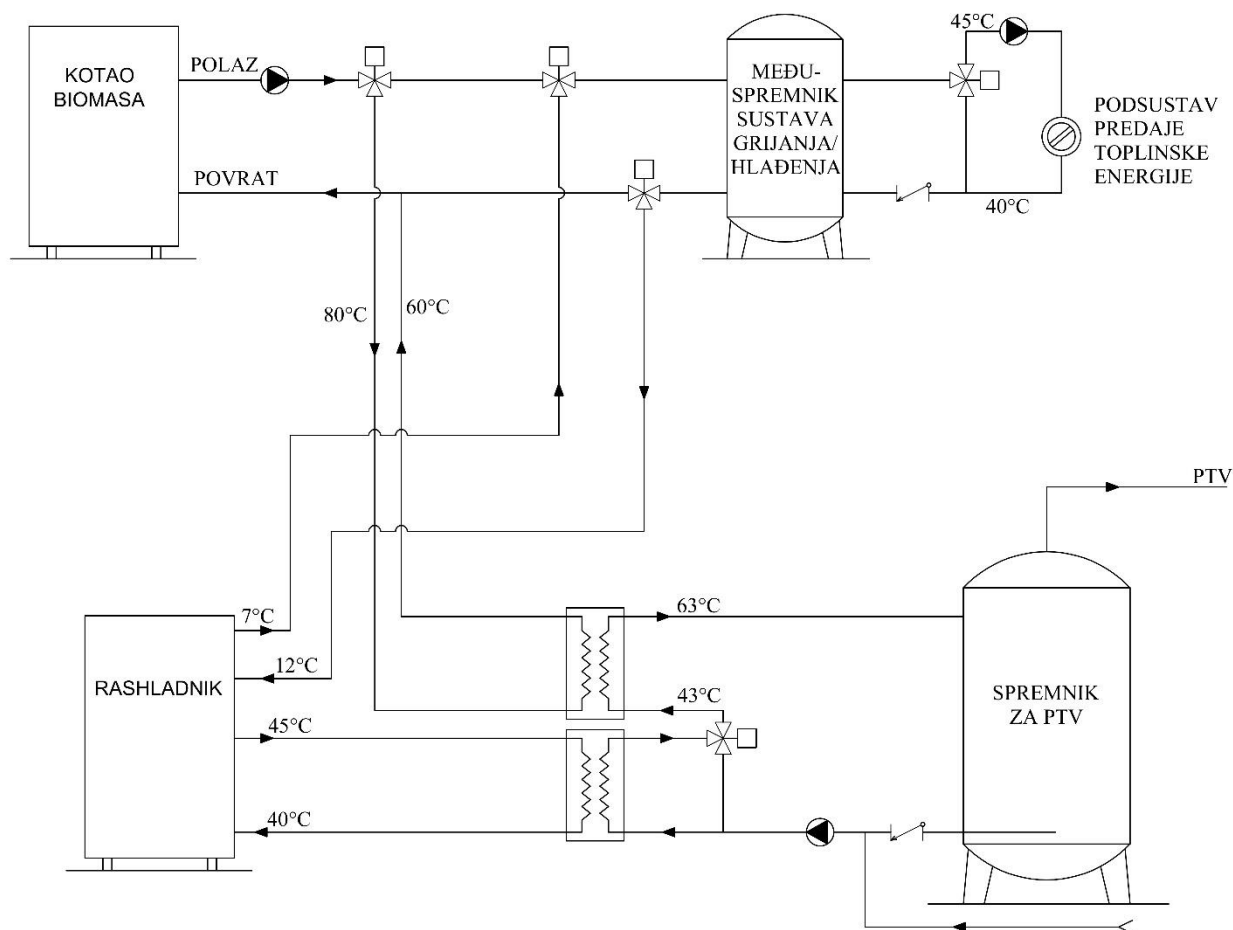 KOTAO
BIOMASA
POLAZ
POVRAT
MEĐU-
SPREMNIK
SUSTAVA
GRIJANJA/
HLAĐENJA
45°C
PODSUSTAV
PREDAJE
TOPLINSKE
ENERGIJE
40°C
80°C
60°C
PTV
7°C
12°C
RASHLADNIK
45°C
40°C
63°C
43°C
SPREMNIK
ZA PTV